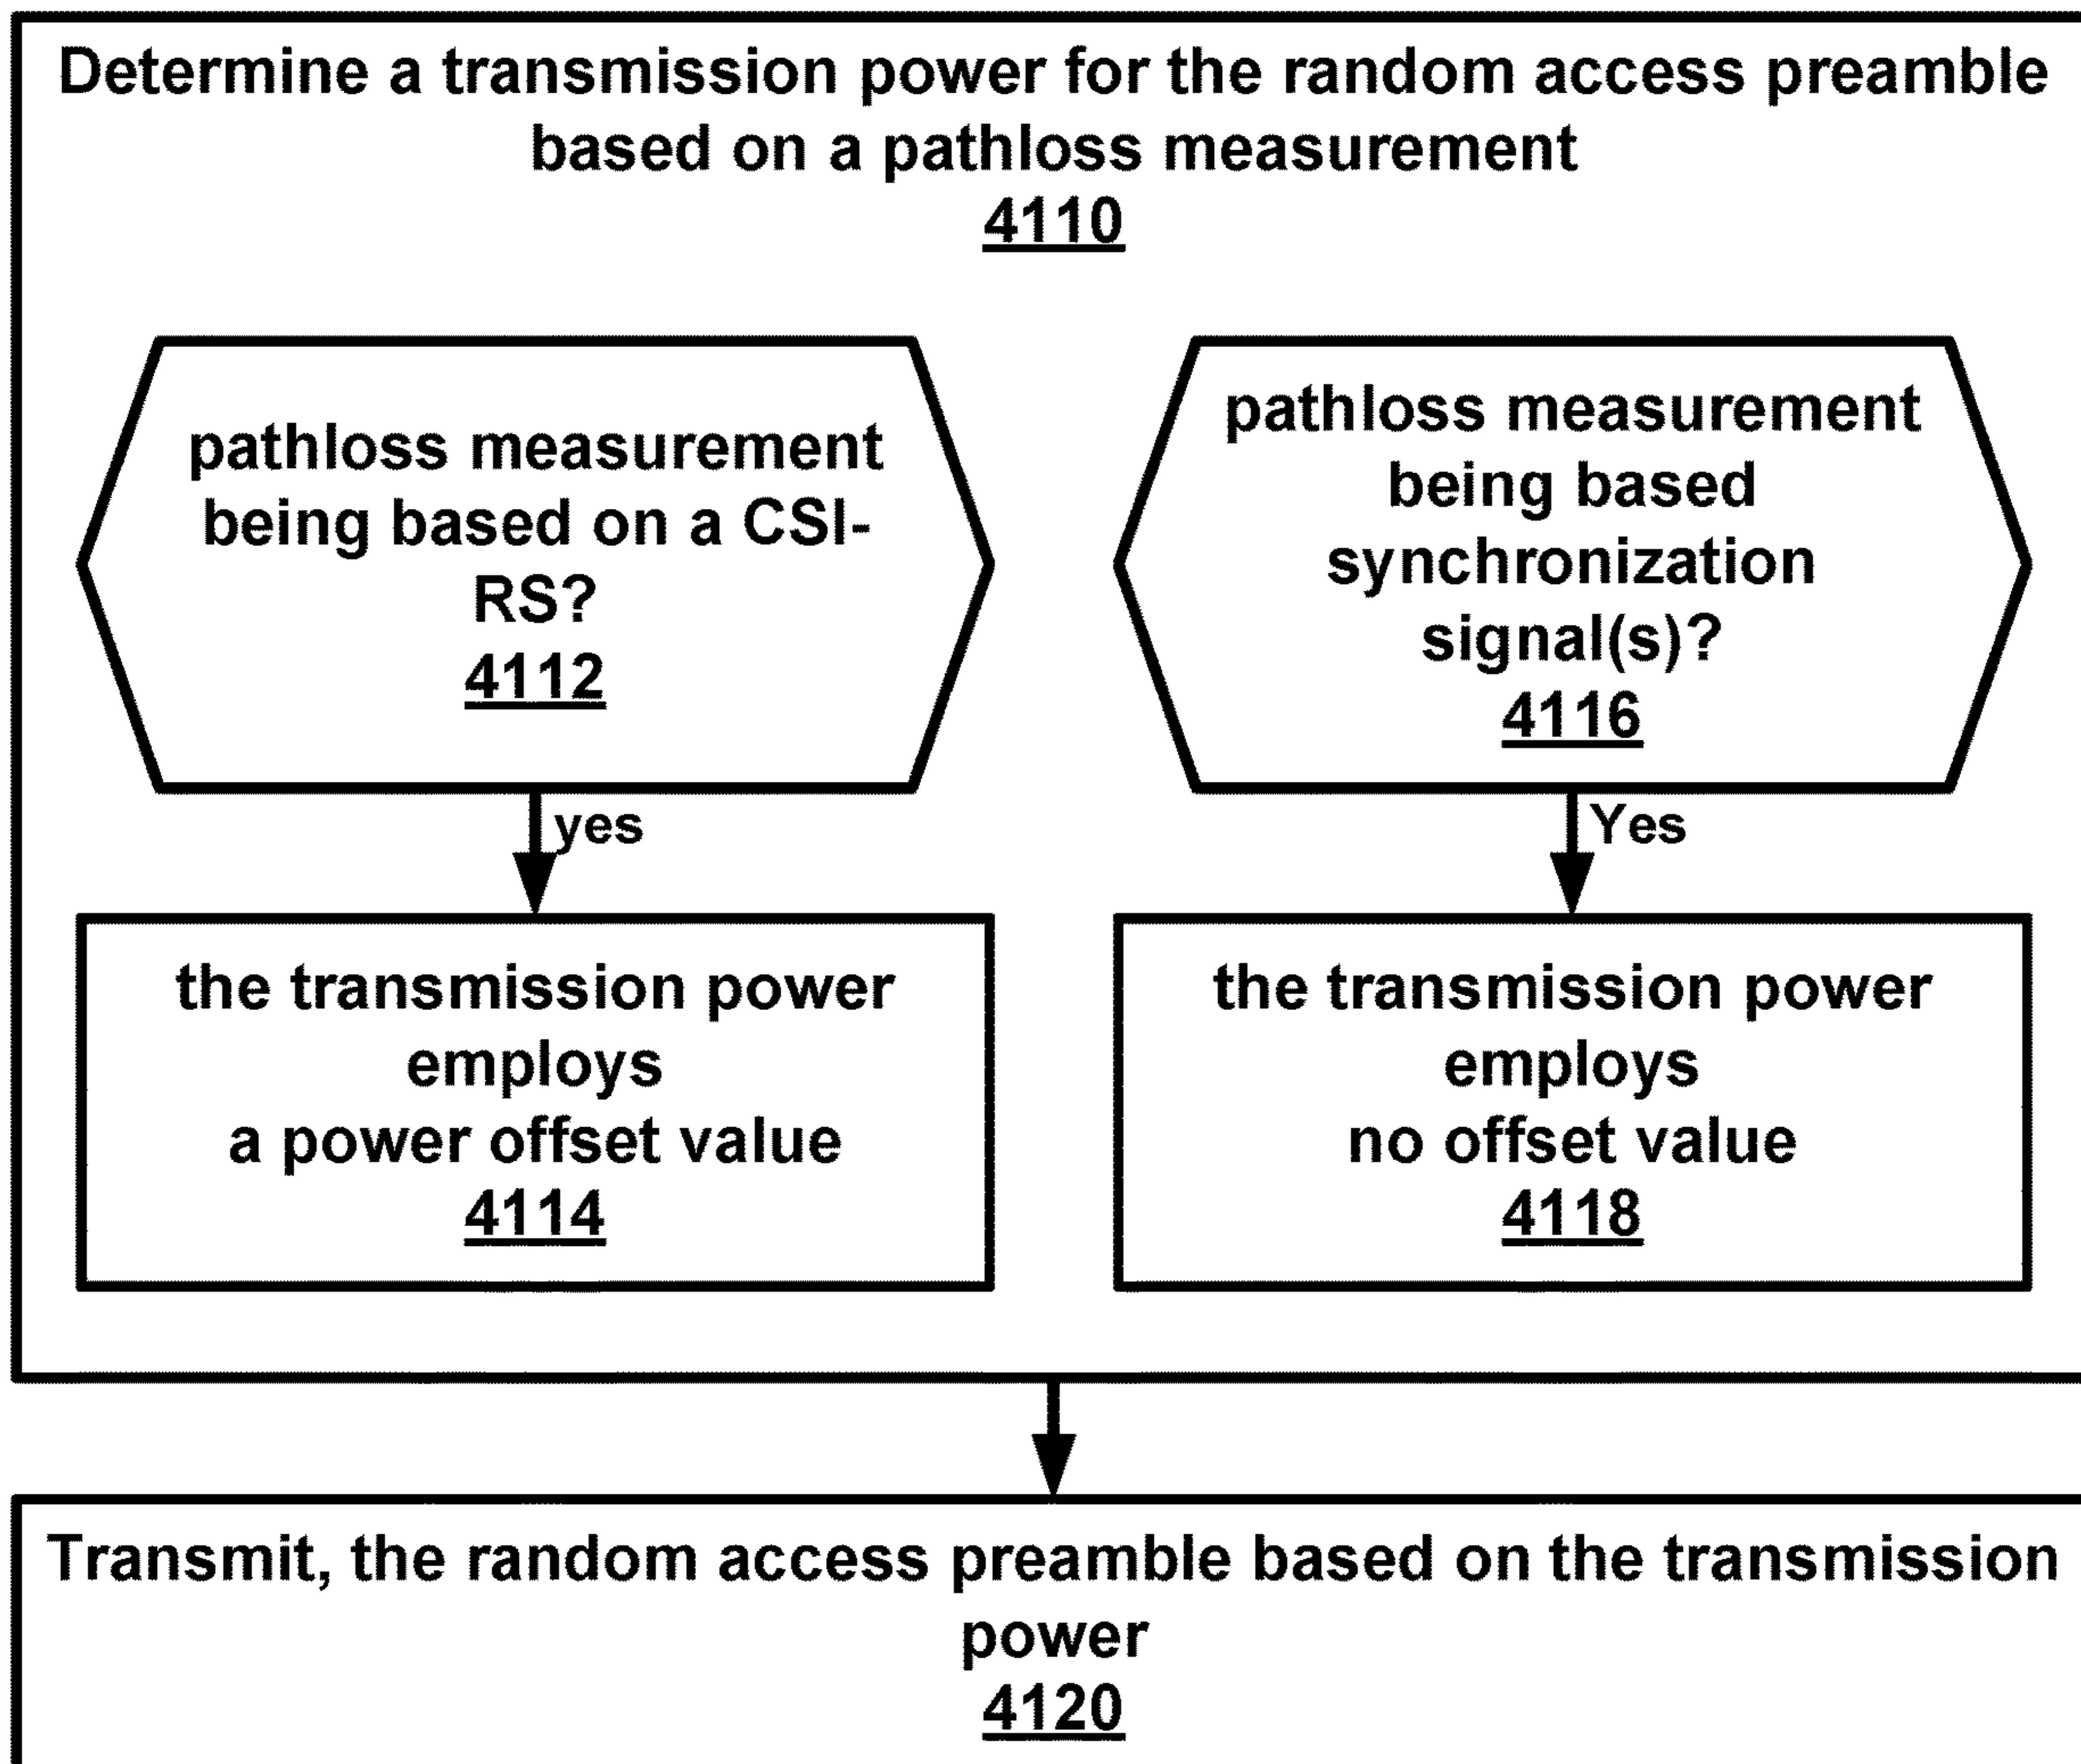 Determine a transmission power for the random access preamble
based on a pathloss measurement
4110
pathloss measurement
being based on a CSI-
RS?
4112
yes
the transmission power
employs
a power offset value
4114
pathloss measurement
being based
synchronization
signal(s)?
4116
Yes
the transmission power
employs
no offset value
4118
Transmit, the random access preamble based on the transmission
power
4120